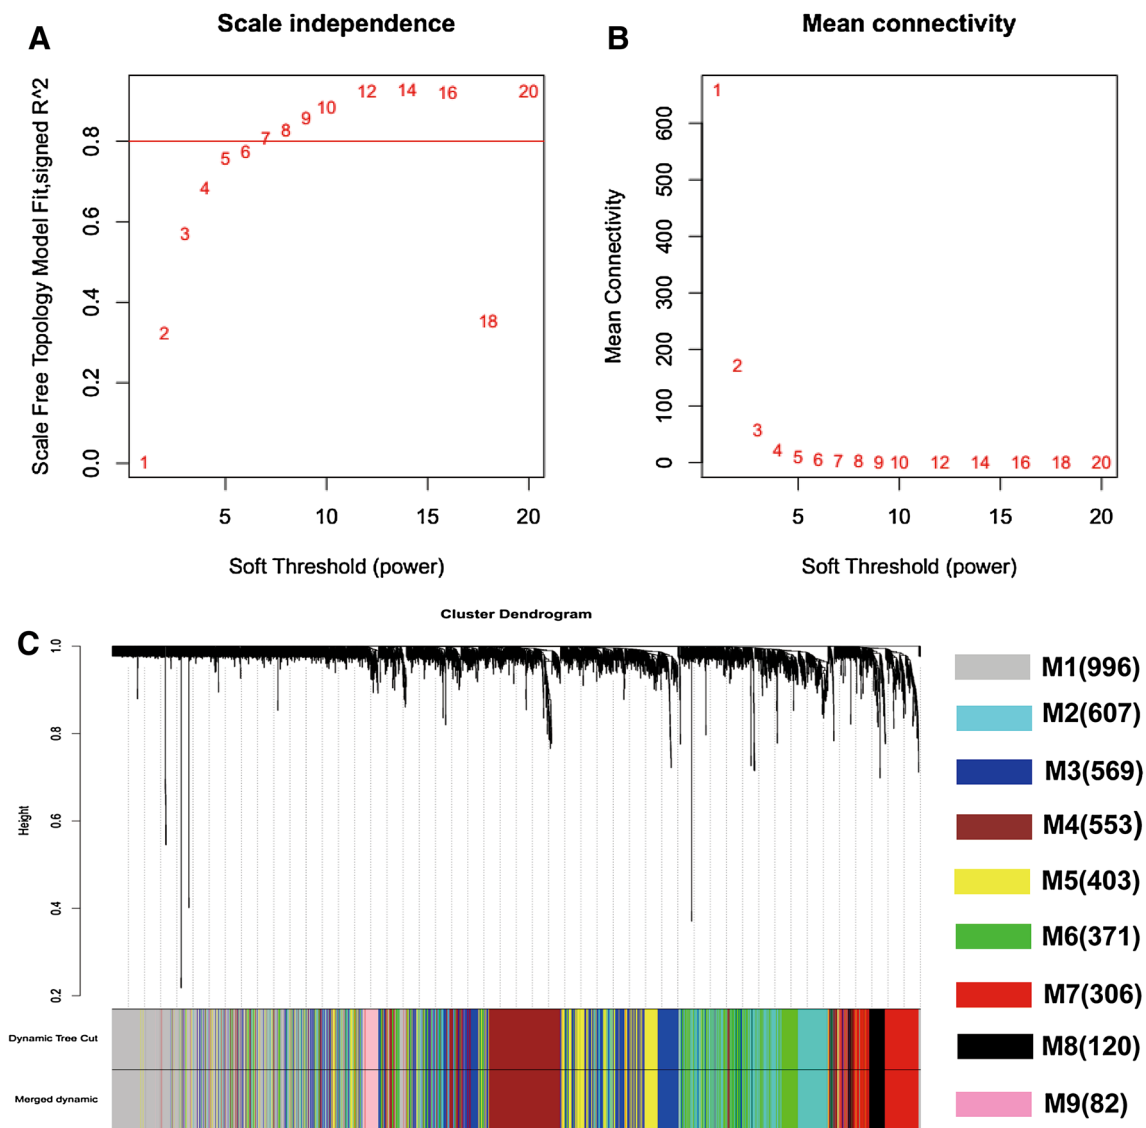 A
Scale independence
Scale Free Topology Model Fit,signed R^2
0.0 0.2 0.4 0.6 0.8
1 2 3 4 5 6 7 8 9 10 12 14 16 18 20
5 10 15 20
Soft Threshold (power)
B
Mean connectivity
Mean Connectivity
0 100 200 300 400 500 600
1 2 3 4 5 6 7 8 9 10 12 14 16 18 20
5 10 15 20
Soft Threshold (power)
C
Cluster Dendrogram
Height
0.2 0.4 0.6 0.8 1.0
Dynamic Tree Cut
Merged dynamic
M1(996)
M2(607)
M3(569)
M4(553)
M5(403)
M6(371)
M7(306)
M8(120)
M9(82)